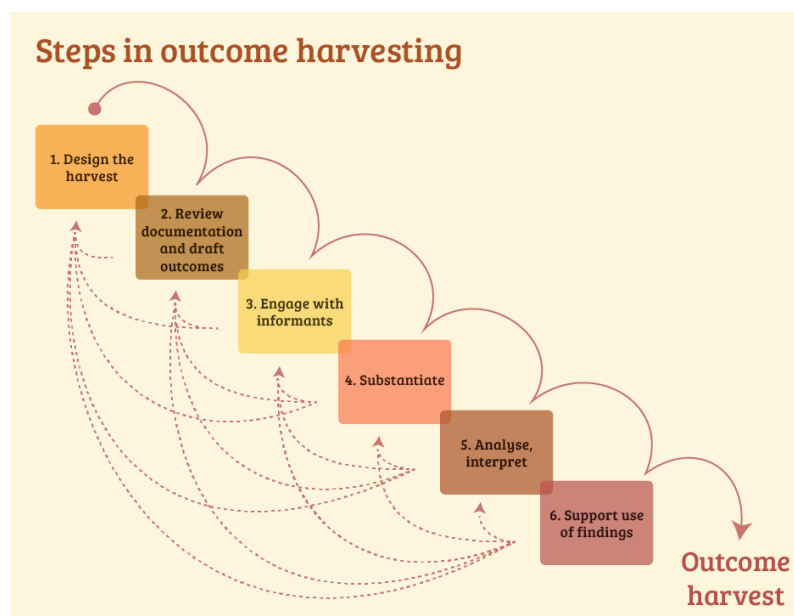 Steps in outcome harvesting
1. Design the
harvest
2. Review
documentation
and draft
outcomes
3. Engage with
informants
4. Substantiate
5. Analyse,
interpret
6. Support use
of findings
Outcome
harvest